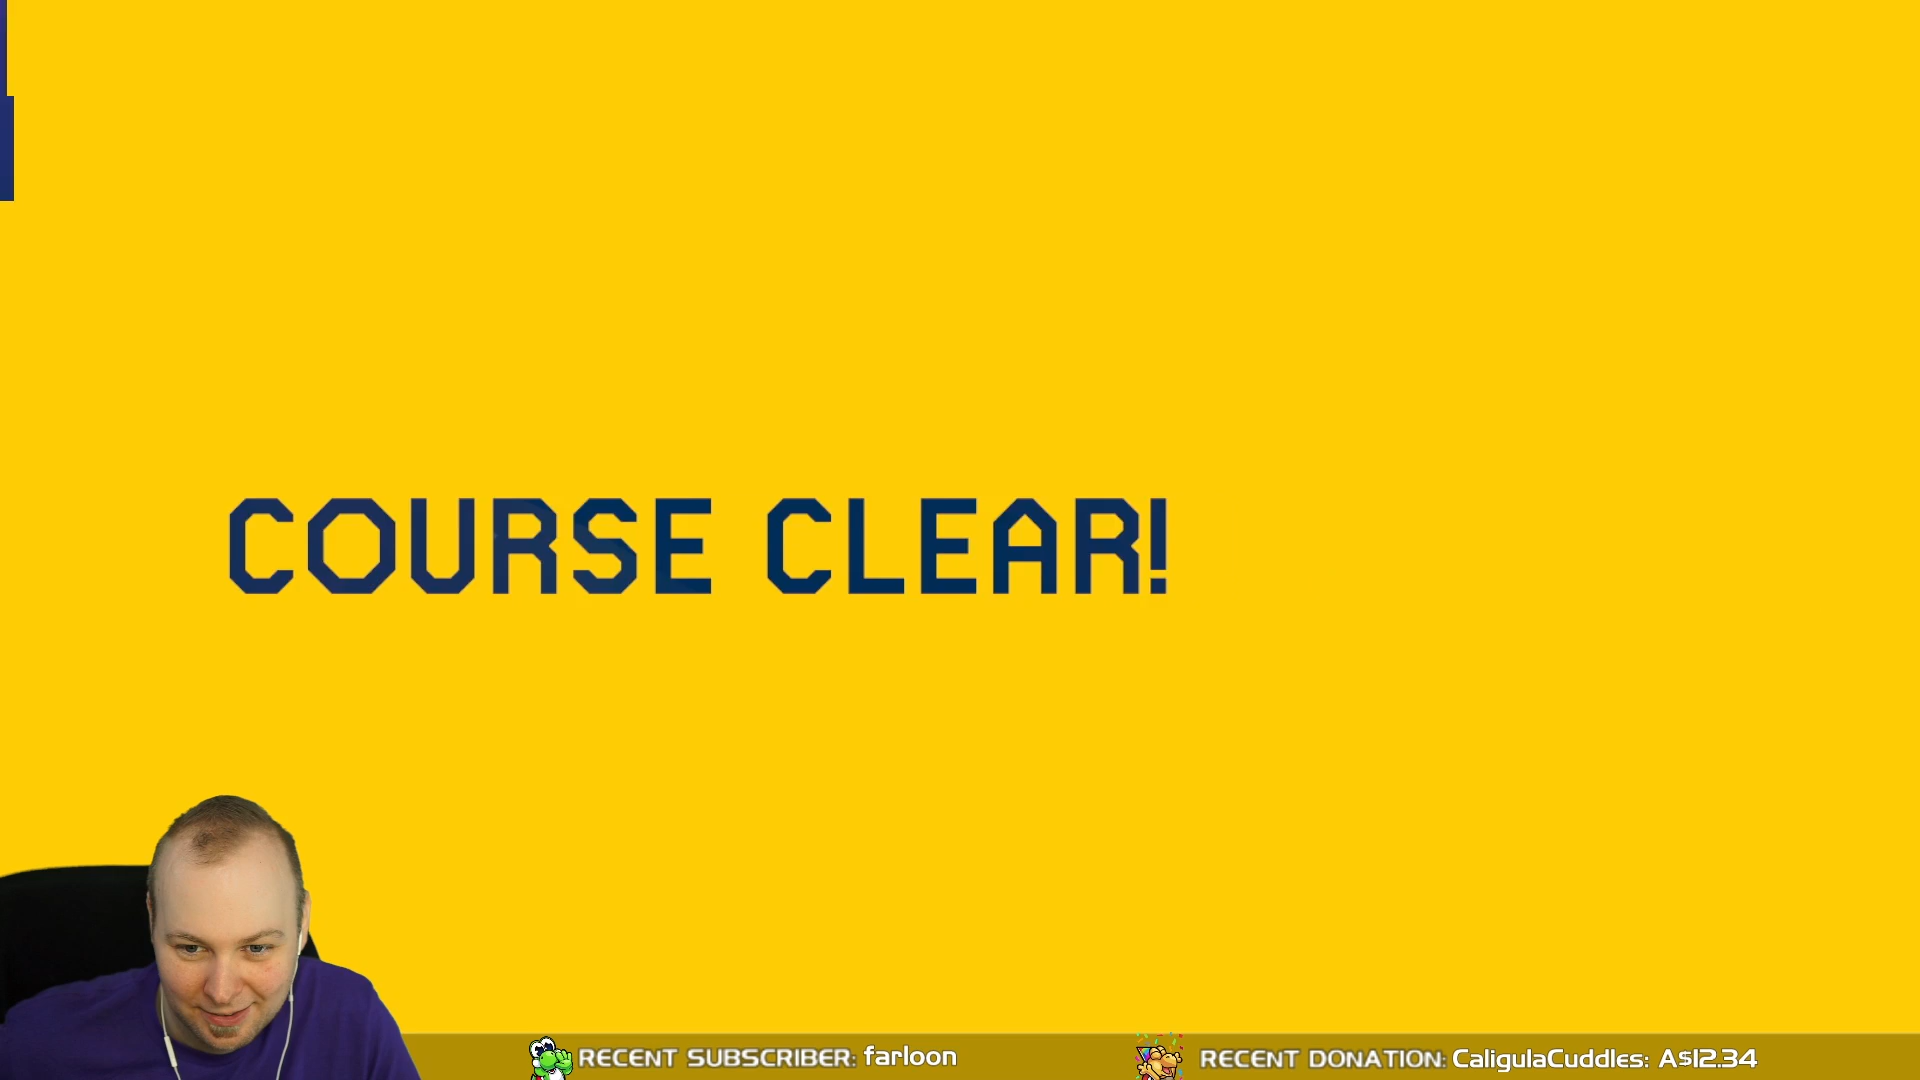 COURSE CLEAR!
RECENT SUBSCRIBER: farloon
RECENT DONATION: CaligulaCuddles: A$12.34